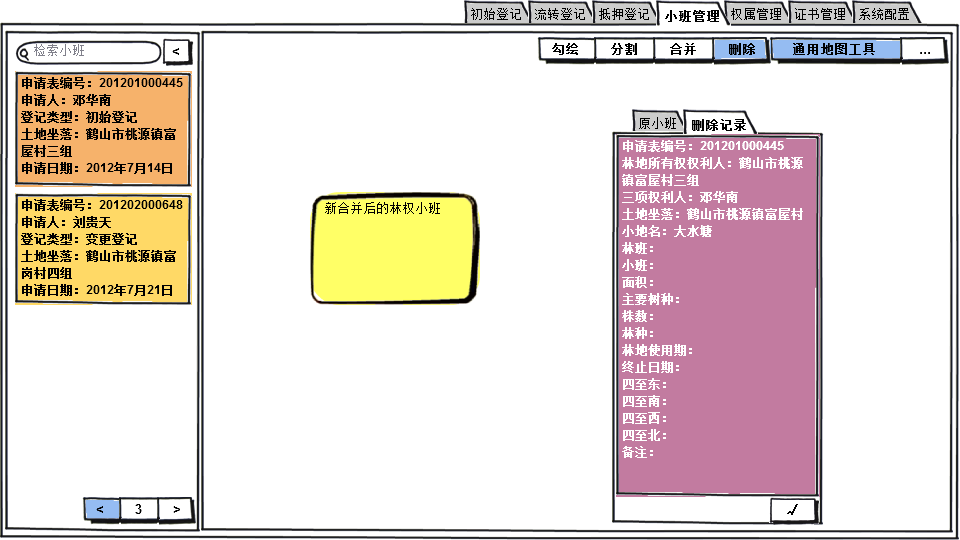 初始登记 流转登记 抵押登记 小班管理 权属管理 证书管理 系统配置
检索小班 <
勾绘 分割 合并 删除 通用地图工具 ...
申请表编号：201201000445
申请人：邓华南
登记类型：初始登记
土地坐落：鹤山市桃源镇富
屋村三组
申请日期：2012年7月14日
申请表编号：201202000648
申请人：刘贵天
登记类型：变更登记
土地坐落：鹤山市桃源镇富
岗村四组
申请日期：2012年7月21日
< 3 >
新合并后的林权小班
原小班 删除记录
申请表编号：201201000445
林地所有权权利人：鹤山市桃源
镇富屋村三组
三项权利人：邓华南
土地坐落：鹤山市桃源镇富屋村
小地名：大水塘
林班：
小班：
面积：
主要树种：
株数：
林种：
林地使用期：
终止日期：
四至东：
四至南：
四至西：
四至北：
备注：
√